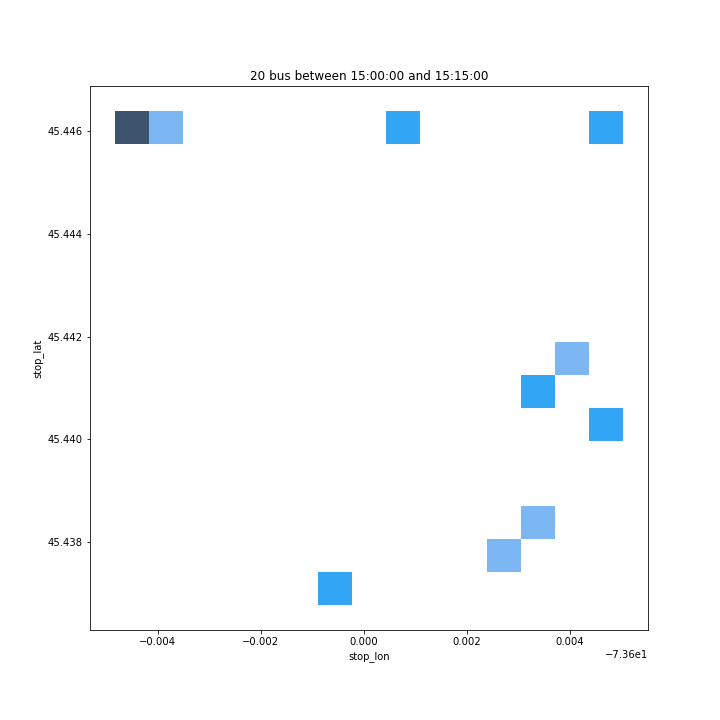 20 bus between 15:00:00 and 15:15:00
45.446
45.444
45.442
45.440
45.438
stop_lat
−0.004 −0.002 0.000 0.002 0.004
stop_lon
−7.36e1